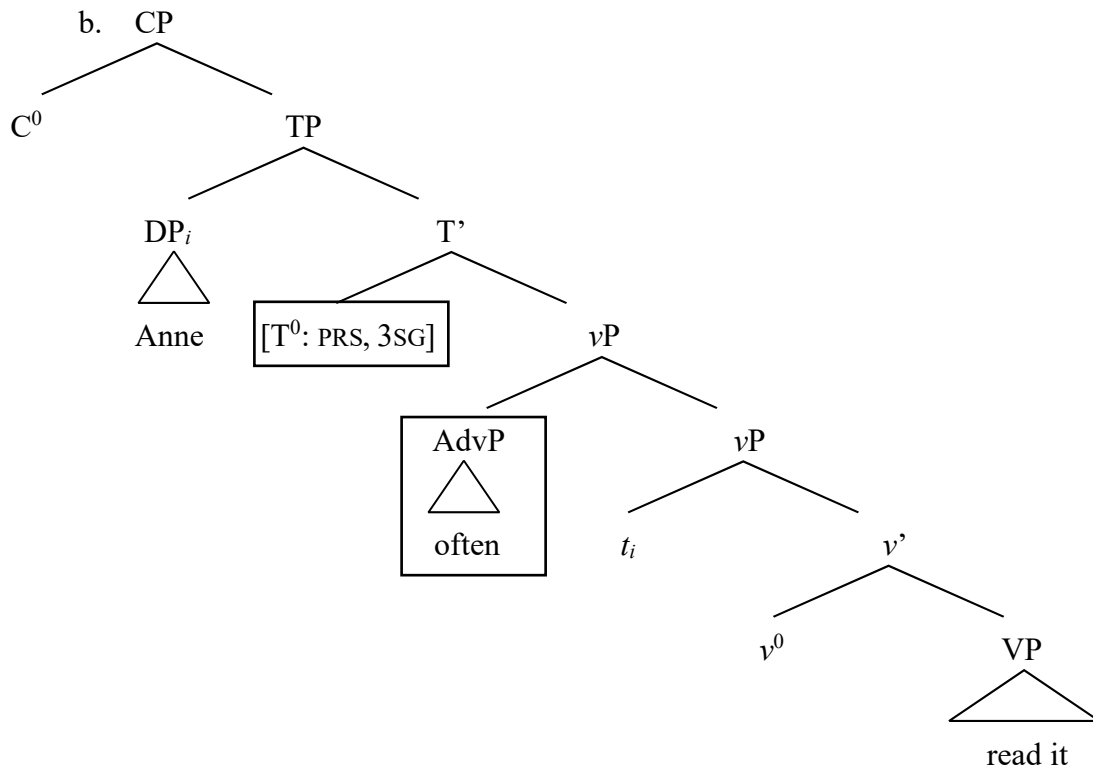 b. CP
C⁰ TP
DPᵢ T’
Anne [T⁰: PRS, 3SG] vP
AdvP vP
often tᵢ v’
v⁰ VP
read it